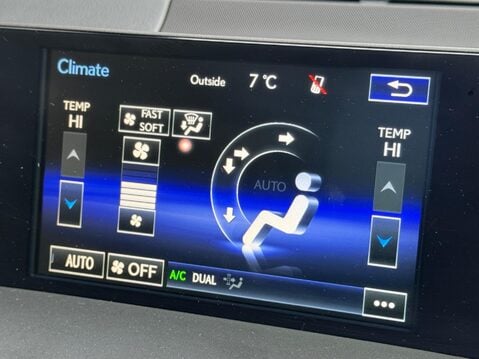 Climate
Outside 7 °C
TEMP
HI
FAST
SOFT
TEMP
HI
AUTO
AUTO
OFF
A/C DUAL